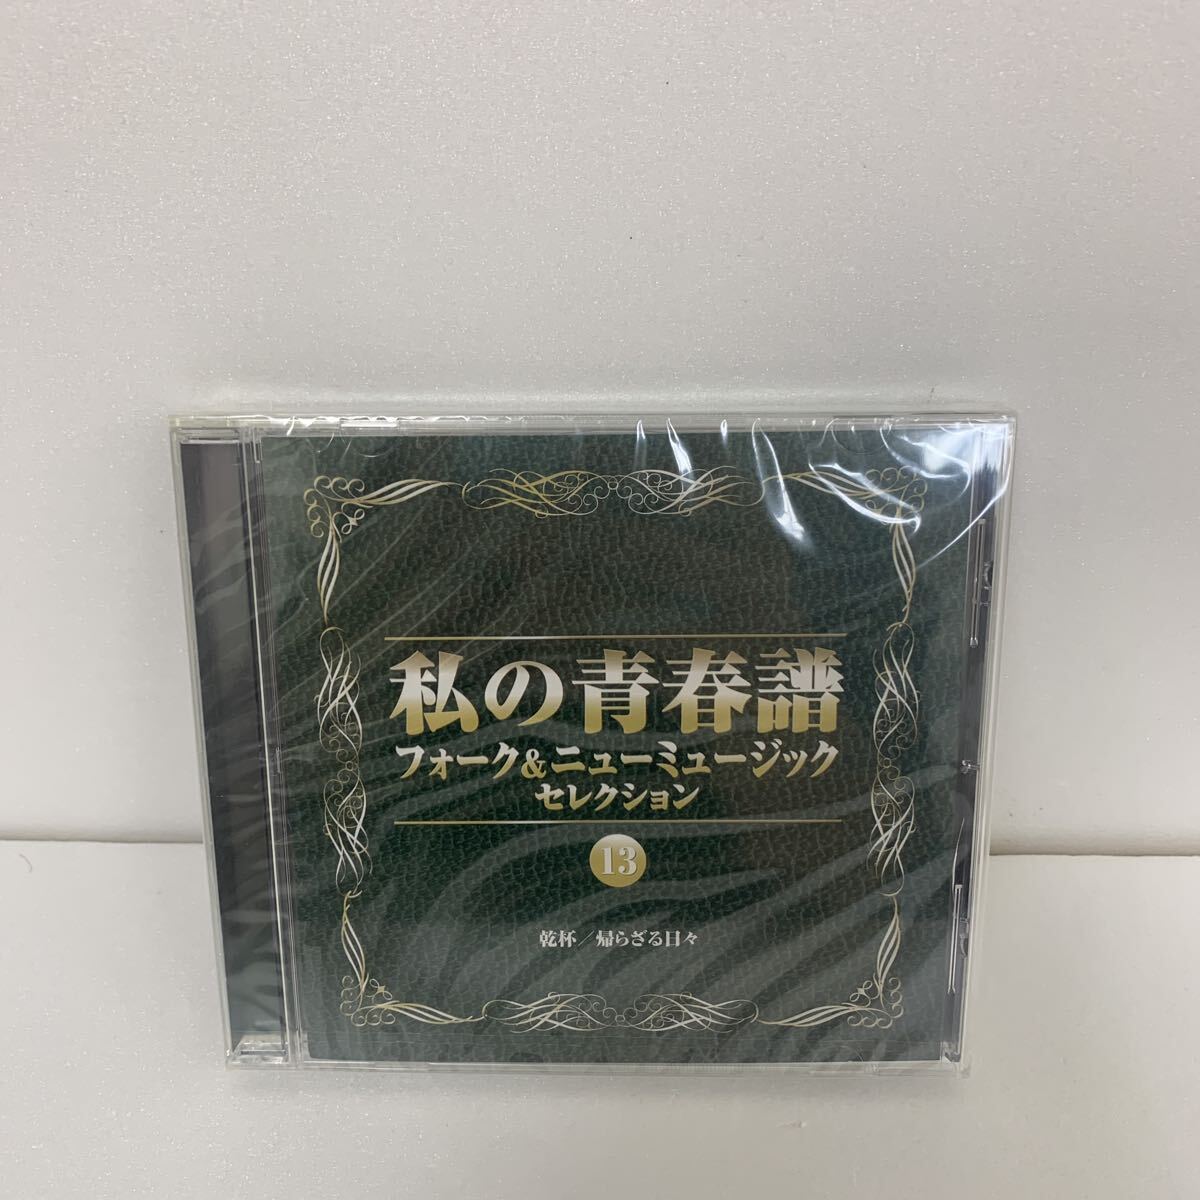 私の青春譜
フォーク&ニューミュージック
セレクション
13
乾杯／帰らざる日々